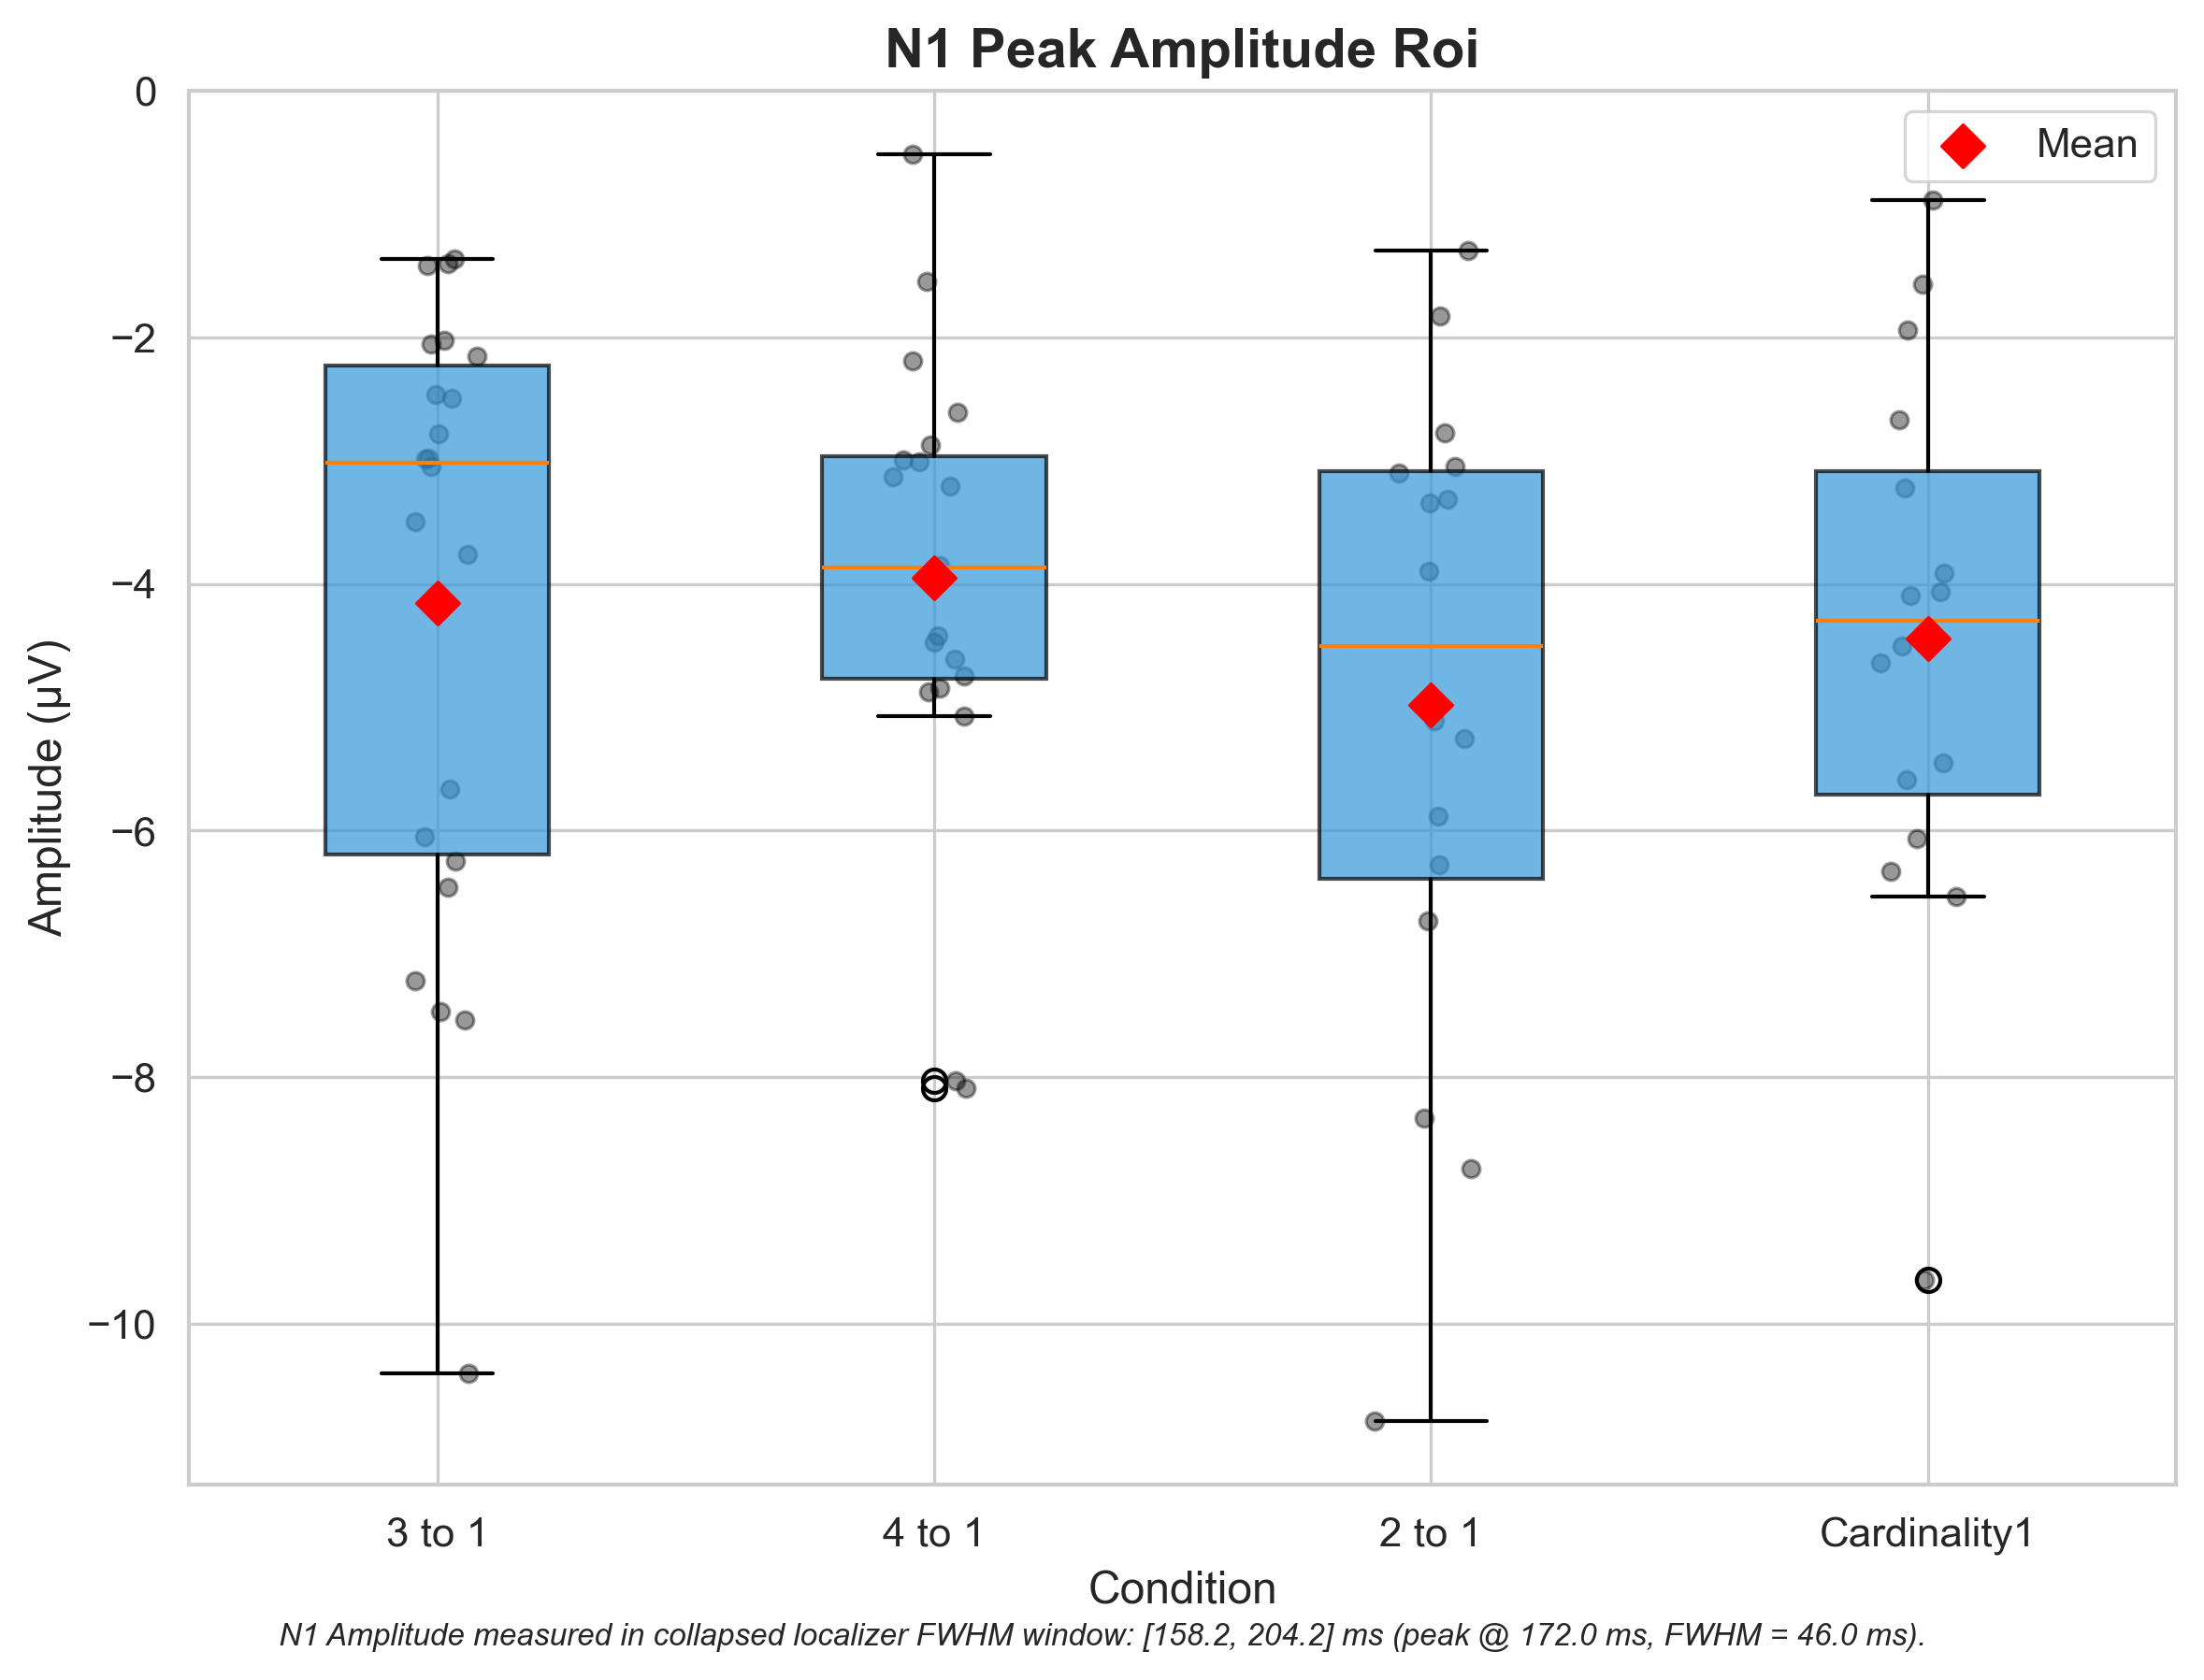 N1 Peak Amplitude Roi
Mean
0
−2
−4
−6
−8
−10
Amplitude (µV)
3 to 1
4 to 1
2 to 1
Cardinality1
Condition
N1 Amplitude measured in collapsed localizer FWHM window: [158.2, 204.2] ms (peak @ 172.0 ms, FWHM = 46.0 ms).